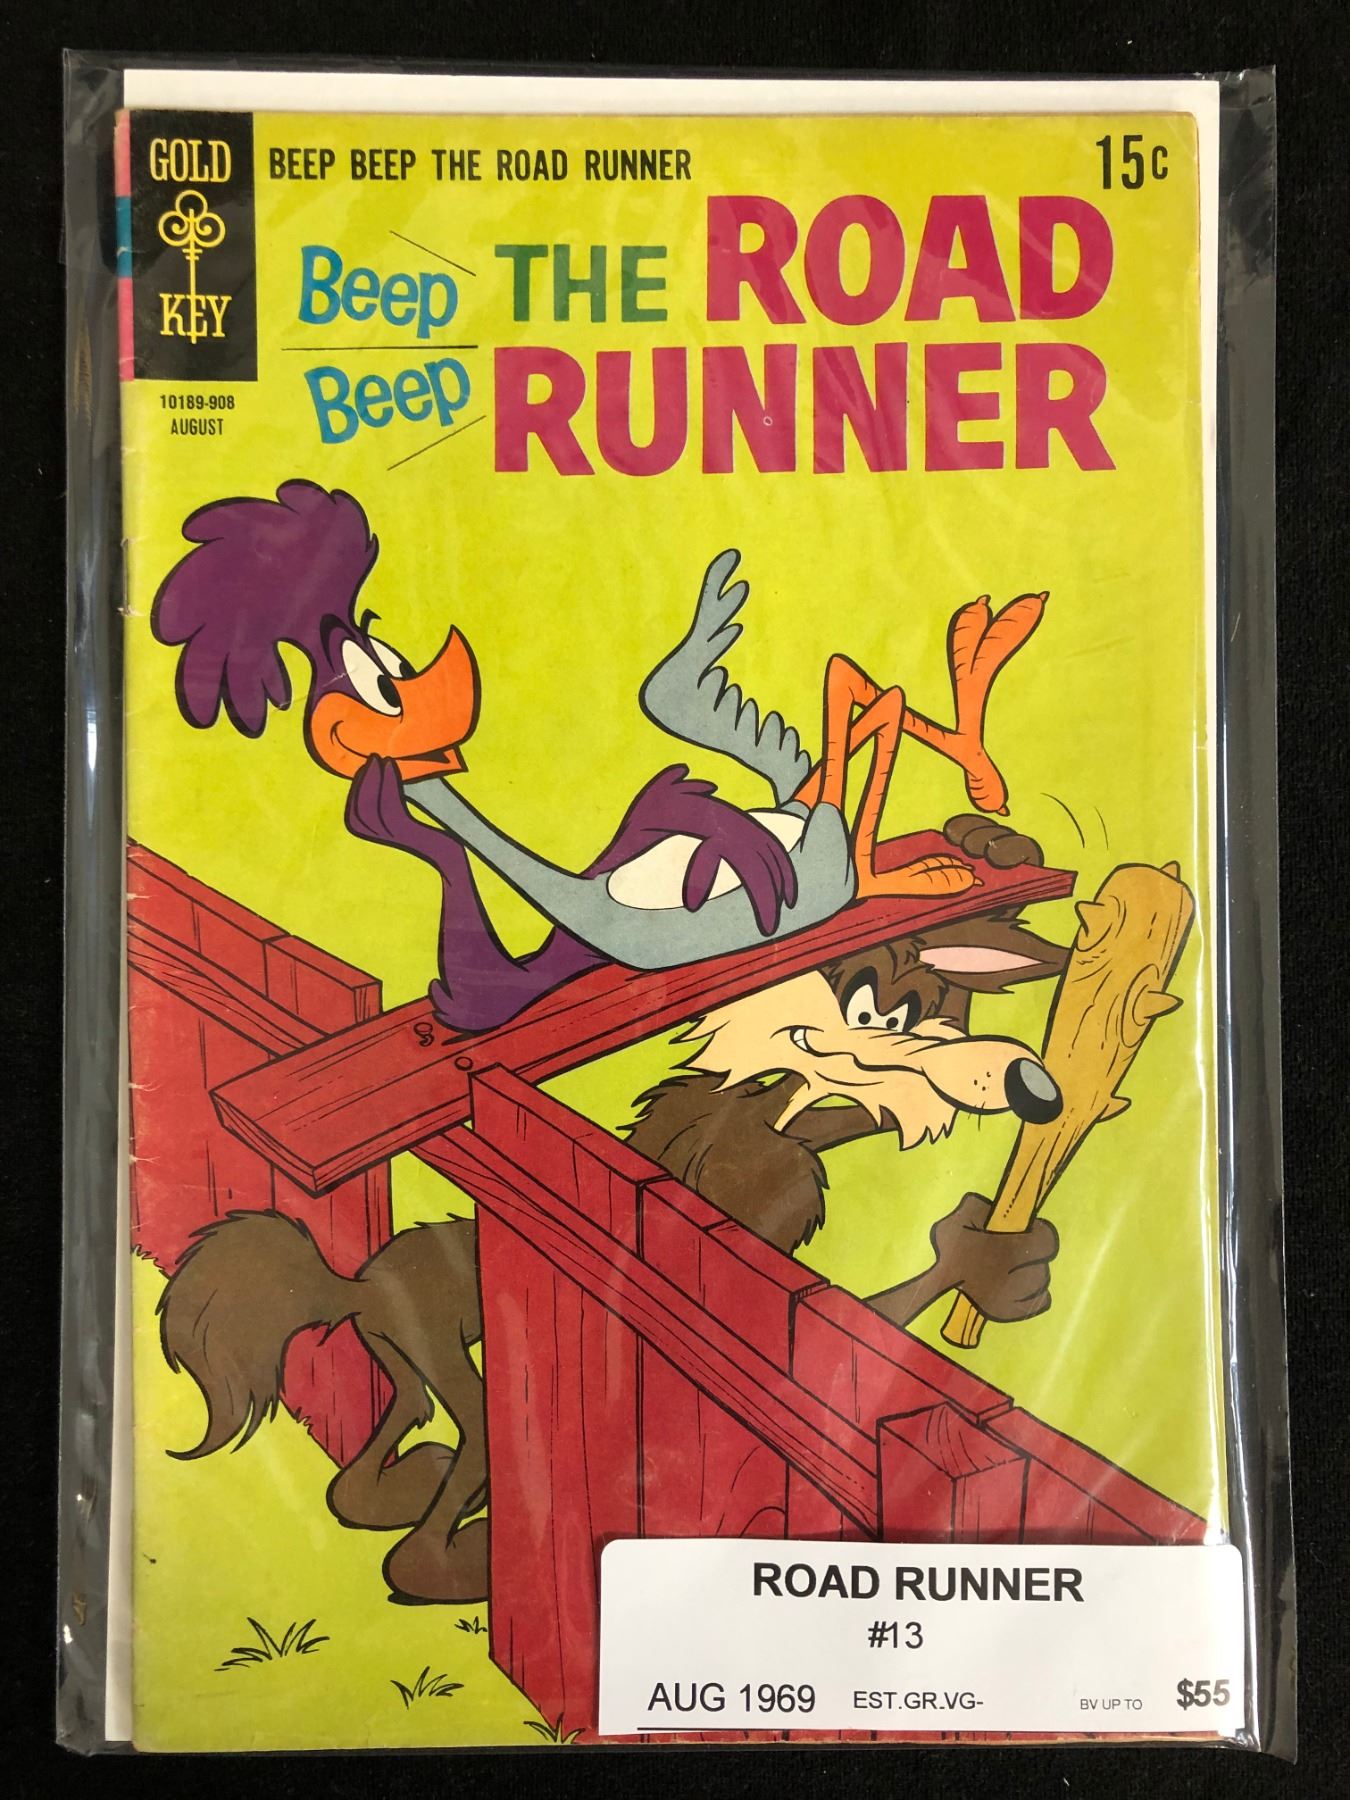 GOLD
KEY
BEEP BEEP THE ROAD RUNNER
15c
Beep
Beep
THE ROAD
RUNNER
10189-908
AUGUST
ROAD RUNNER
#13
AUG 1969 EST.GR.VG- BV UP TO $55